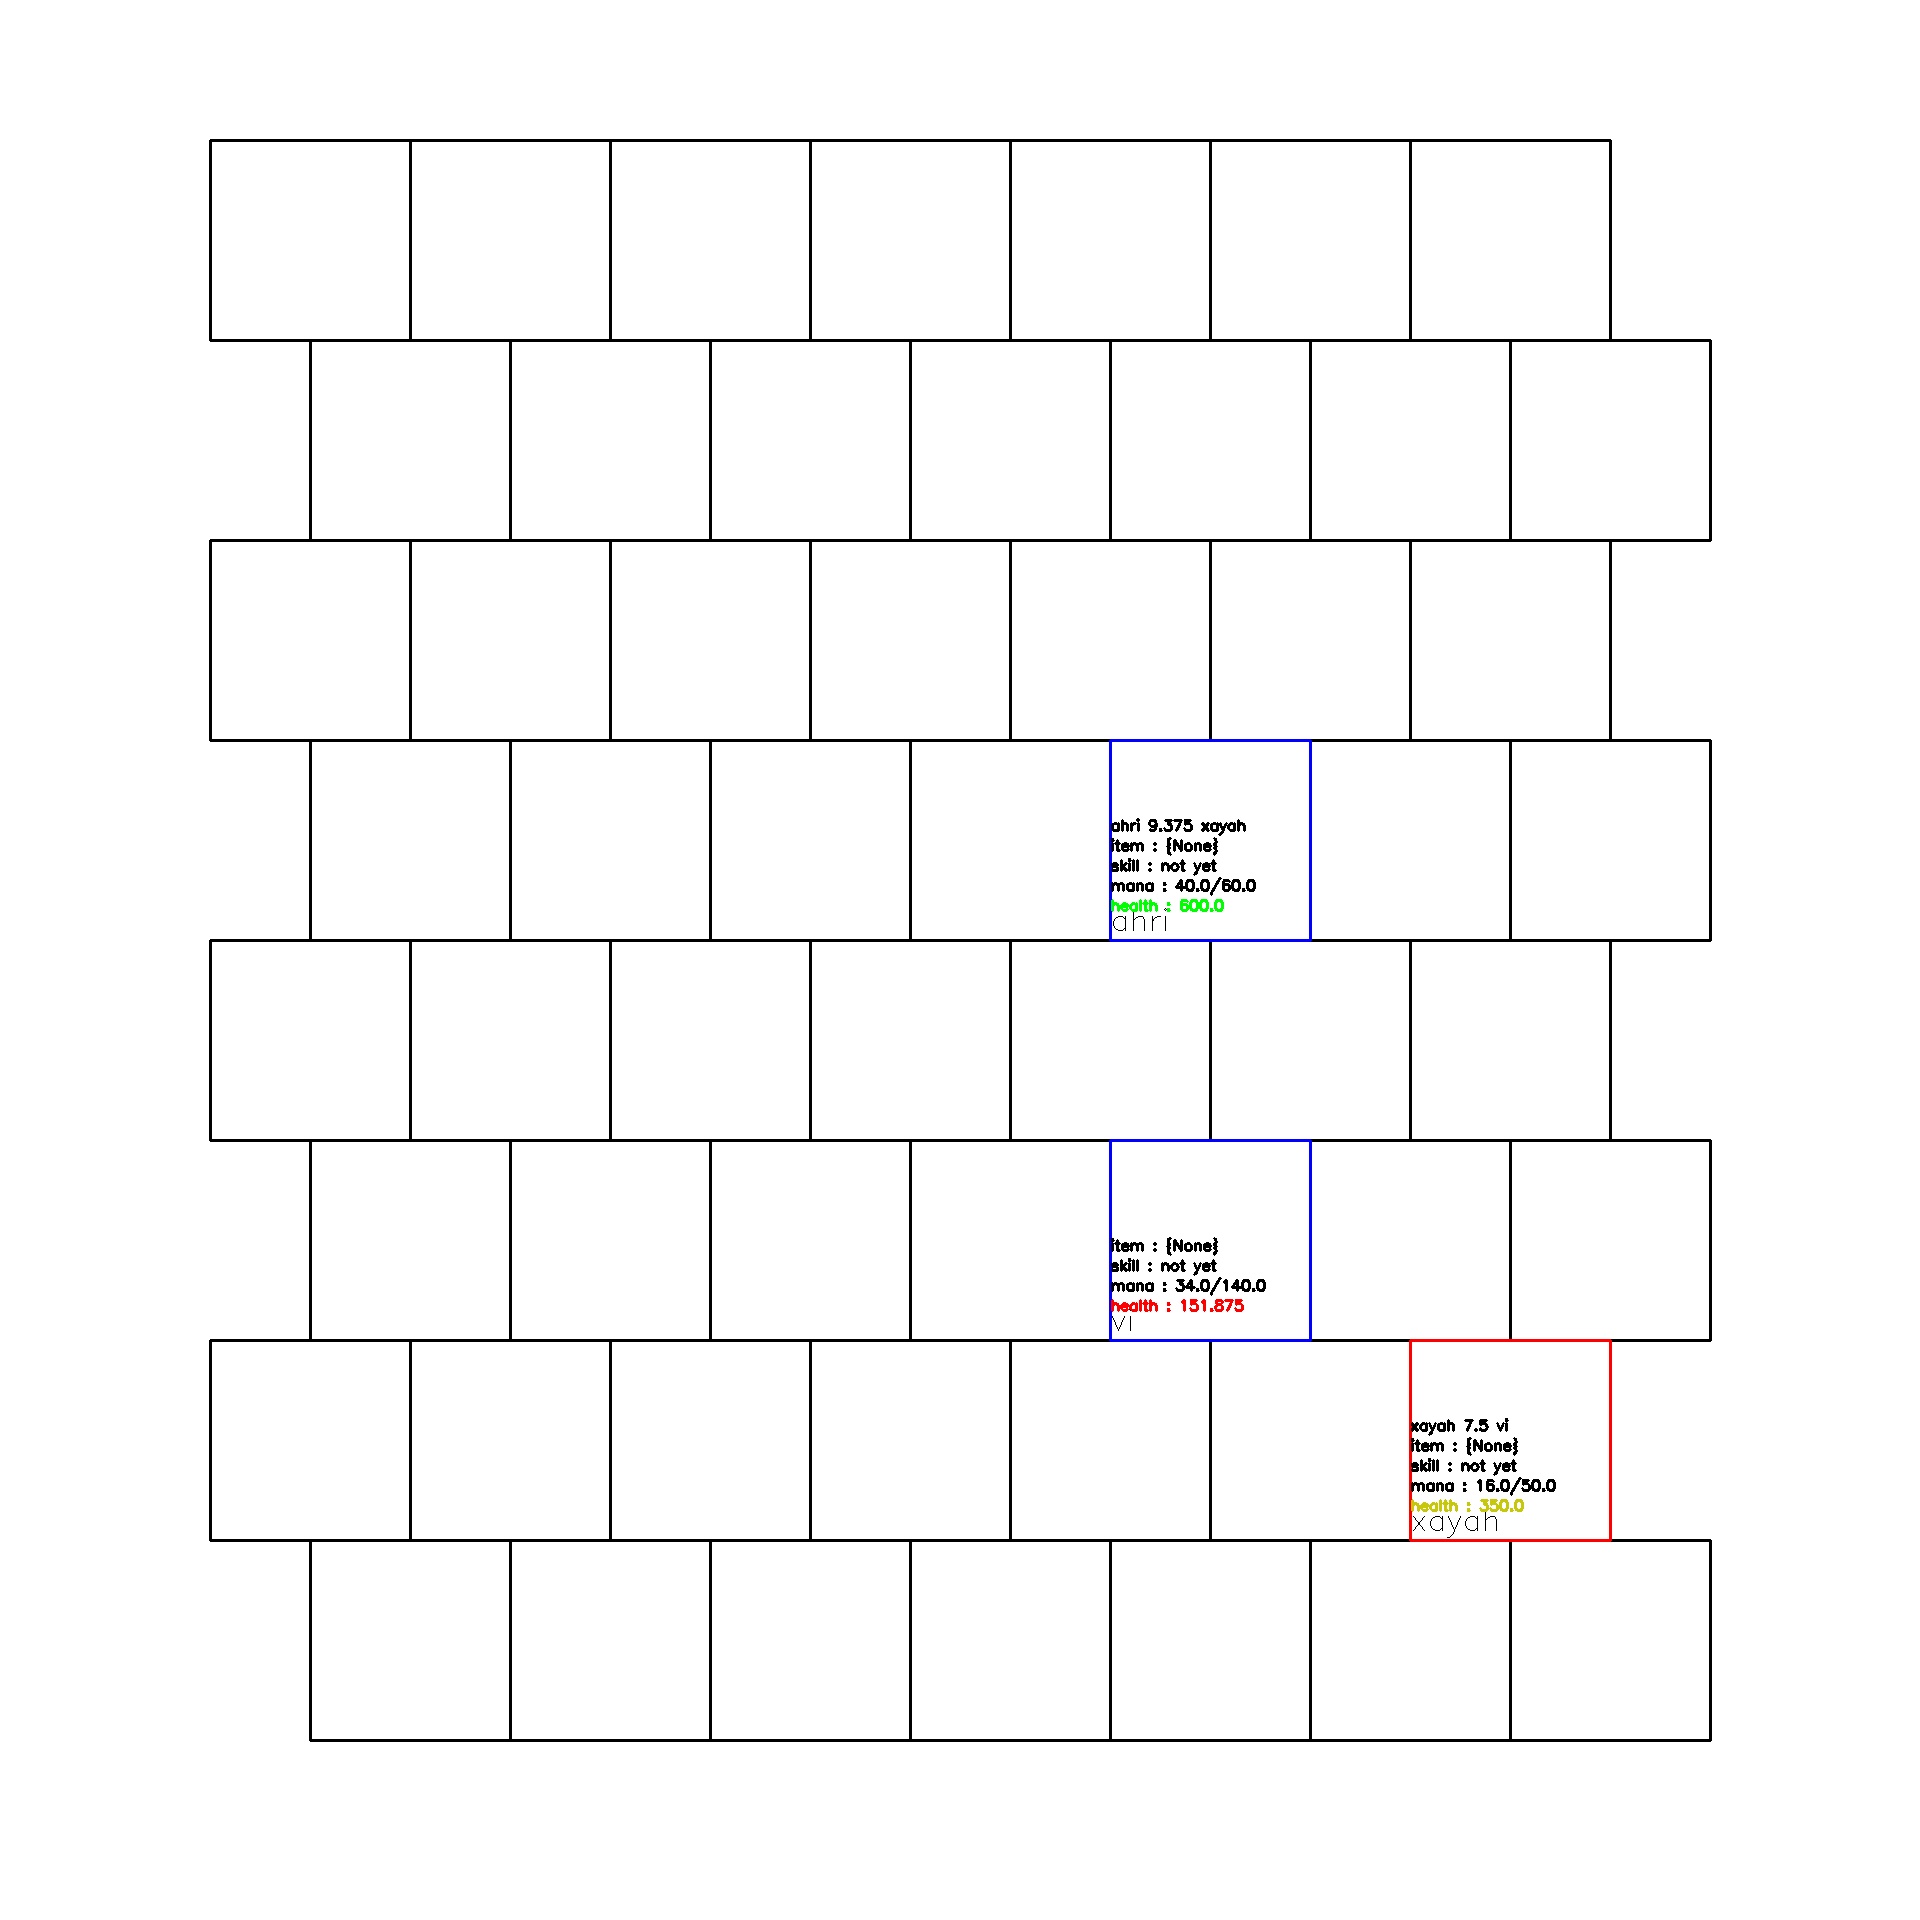 ahri 9.375 xayah
item : {None}
skill : not yet
mana : 40.0/60.0
health : 600.0
ahri
item : {None}
skill : not yet
mana : 34.0/140.0
health : 151.875
vi
xayah 7.5 vi
item : {None}
skill : not yet
mana : 16.0/50.0
health : 350.0
xayah